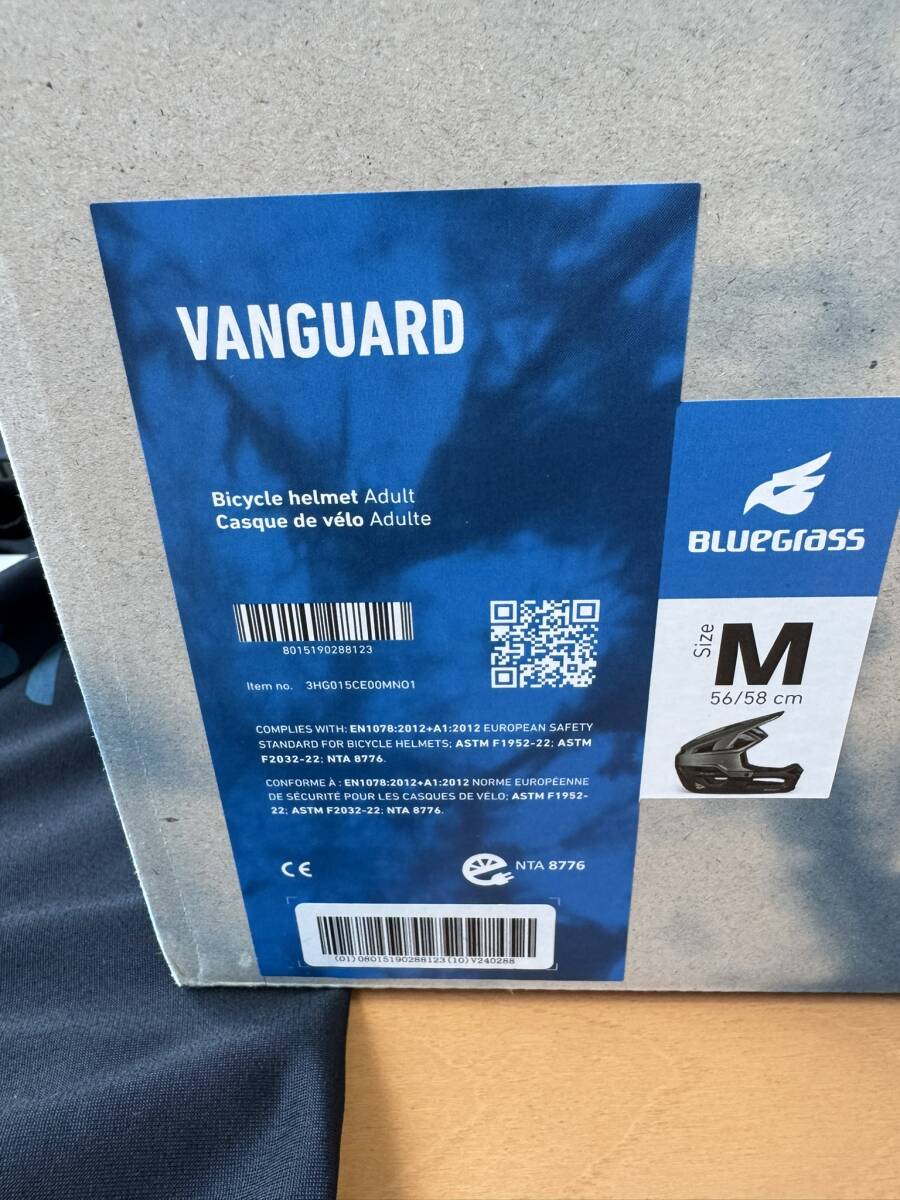 VANGUARD
Bicycle helmet Adult
Casque de vélo Adulte
8015190288123
Item no. 3HG015CE00MNO1
COMPLIES WITH: EN1078:2012+A1:2012 EUROPEAN SAFETY
STANDARD FOR BICYCLE HELMETS; ASTM F1952-22; ASTM
F2032-22; NTA 8776.
CONFORME À : EN1078:2012+A1:2012 NORME EUROPÉENNE
DE SÉCURITÉ POUR LES CASQUES DE VÉLO; ASTM F1952-
22; ASTM F2032-22; NTA 8776.
CE
NTA 8776
(01)08015190288123(10)V240288
BLUEGRASS
Size
M
56/58 cm